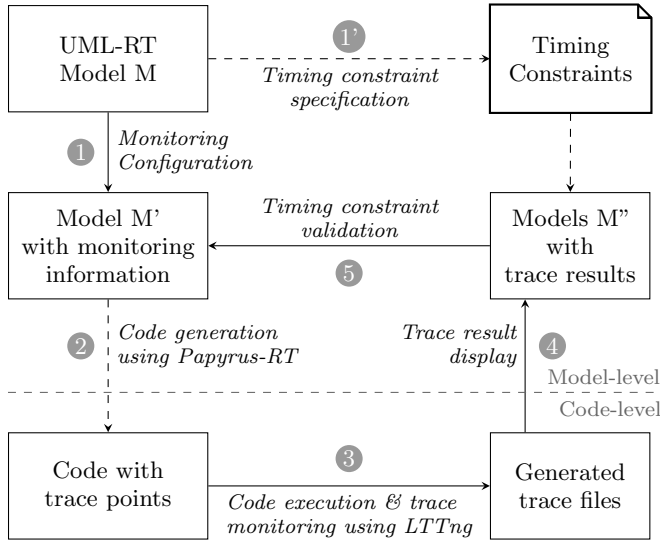 UML-RT
Model M
1'
Timing constraint
specification
Timing
Constraints
1
Monitoring
Configuration
Model M'
with monitoring
information
Timing constraint
validation
5
Models M"
with
trace results
2
Code generation
using Papyrus-RT
Trace result
display
4
Model-level
Code-level
Code with
trace points
3
Code execution & trace
monitoring using LTTng
Generated
trace files